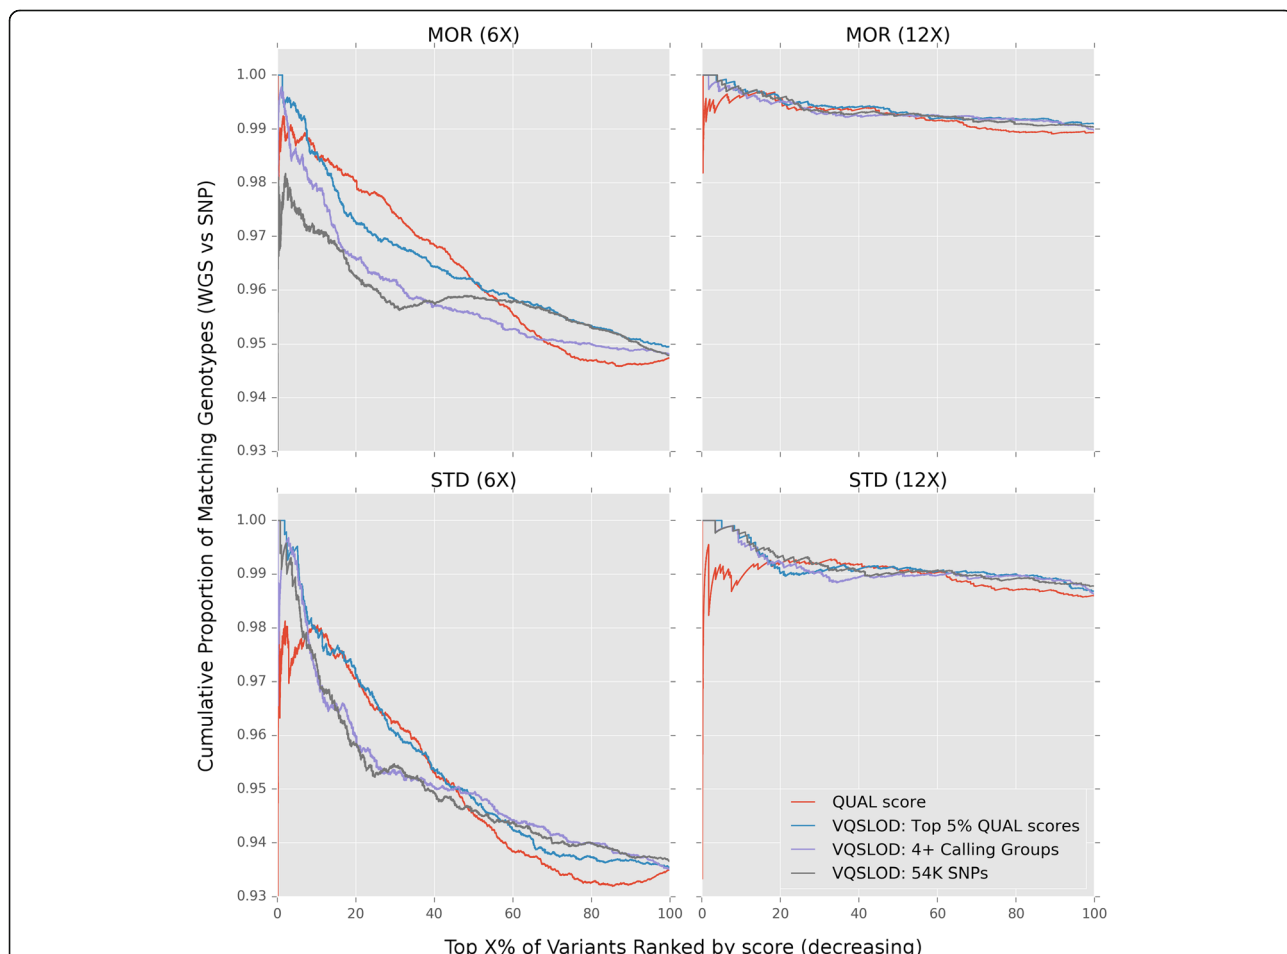 MOR (6X)
MOR (12X)
1.00
0.99
0.98
0.97
0.96
0.95
0.94
0.93
STD (6X)
STD (12X)
1.00
0.99
0.98
0.97
0.96
0.95
0.94
0.93
Cumulative Proportion of Matching Genotypes (WGS vs SNP)
QUAL score
VQSLOD: Top 5% QUAL scores
VQSLOD: 4+ Calling Groups
VQSLOD: 54K SNPs
0 20 40 60 80 100
0 20 40 60 80 100
Top X% of Variants Ranked by score (decreasing)